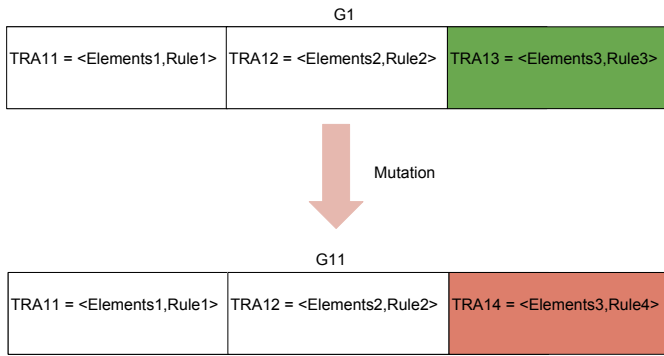 G1
TRA11 = <Elements1,Rule1> TRA12 = <Elements2,Rule2> TRA13 = <Elements3,Rule3>
Mutation
G11
TRA11 = <Elements1,Rule1> TRA12 = <Elements2,Rule2> TRA14 = <Elements3,Rule4>